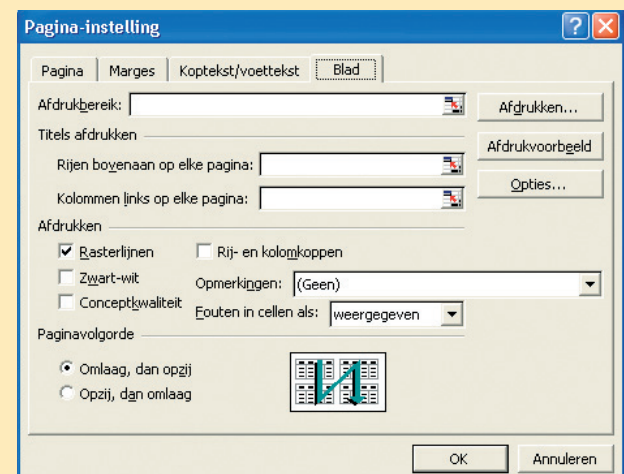 Pagina-instelling
Pagina Marges Koptekst/voettekst Blad
Afdrukbereik:
Afdrukken...
Titels afdrukken
Afdrukvoorbeeld
Rijen bovenaan op elke pagina:
Opties...
Kolommen links op elke pagina:
Afdrukken
Rasterlijnen Rij- en kolomkoppen
Zwart-wit
Opmerkingen: (Geen)
Conceptkwaliteit
Fouten in cellen als: weergegeven
Paginavolgorde
Omlaag, dan opzij
Opzij, dan omlaag
OK Annuleren